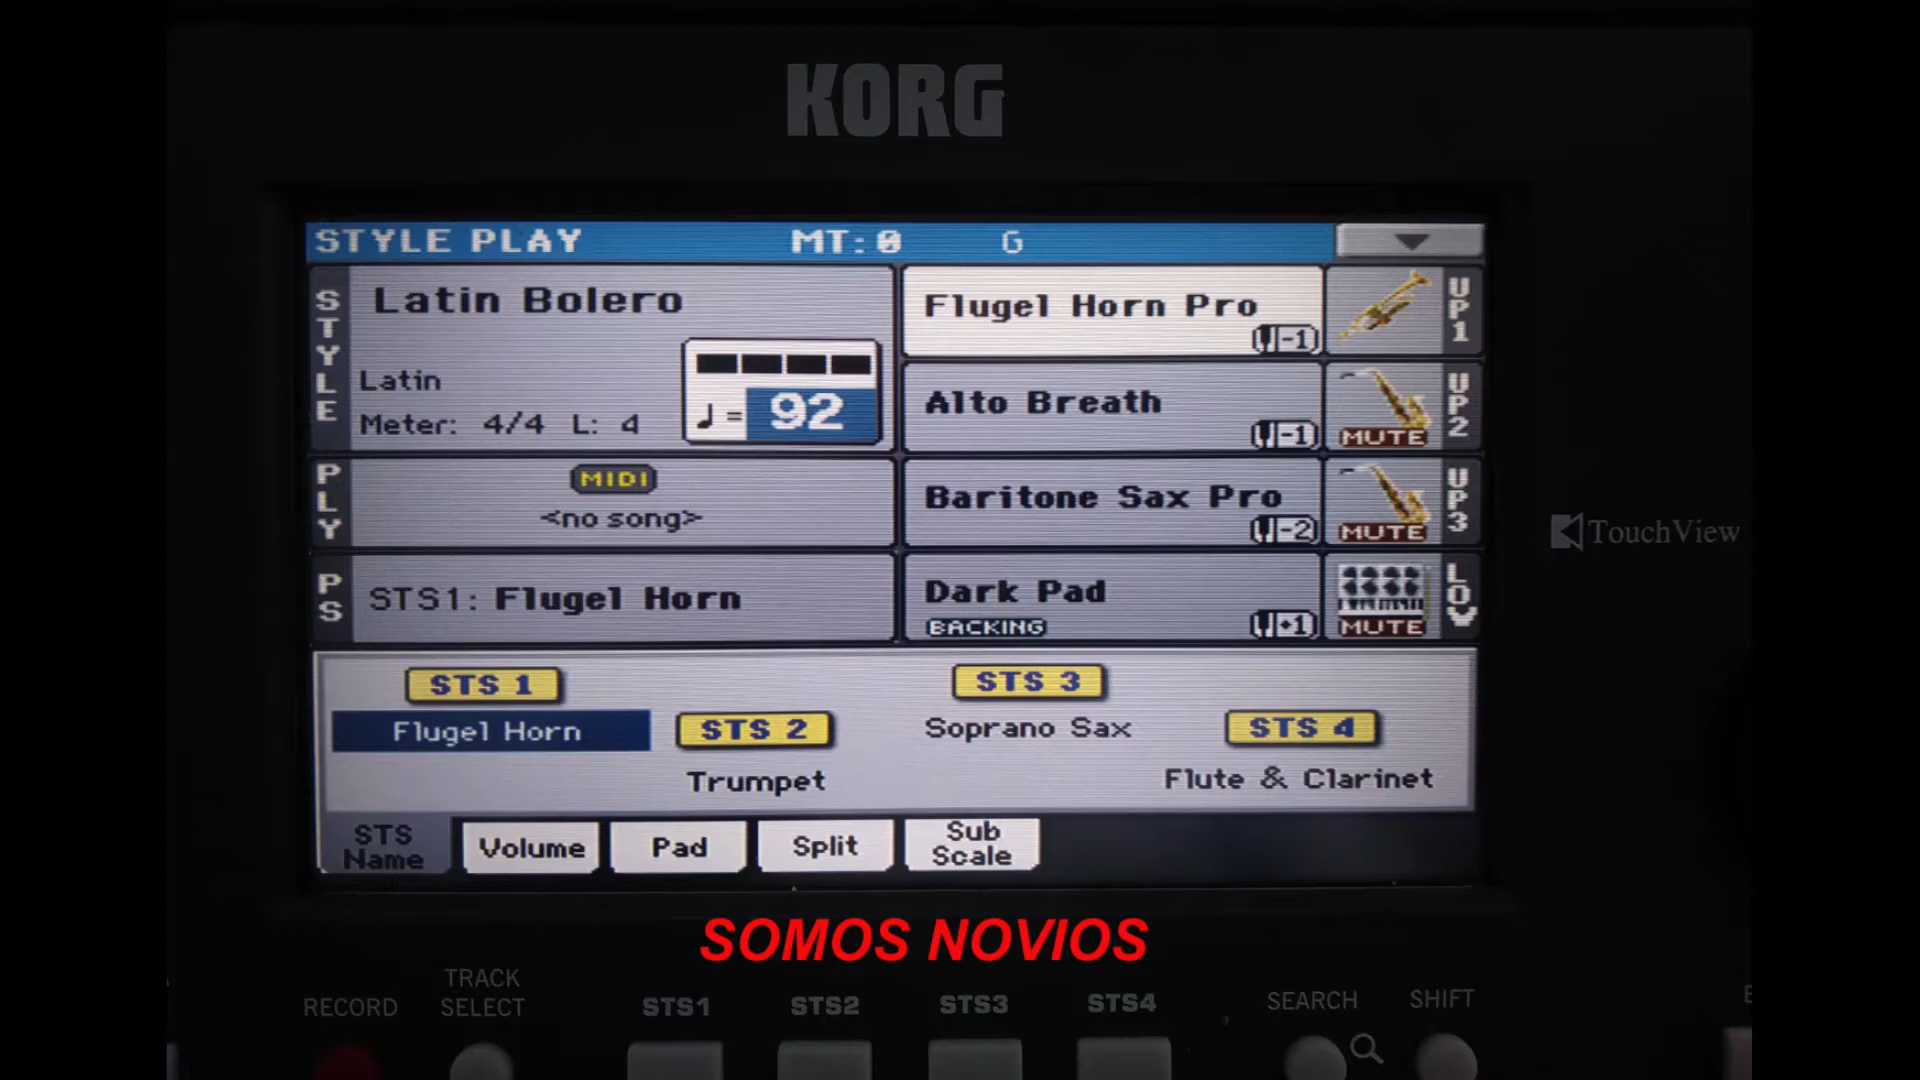 KORG
STYLE PLAY MT:0 G
STYLE
Latin Bolero
Latin
Meter: 4/4 L: 4
♩ = 92
Flugel Horn Pro
-1
UP1
Alto Breath
-1
MUTE
UP2
PLY
MIDI
<no song>
Baritone Sax Pro
-2
MUTE
UP3
TouchView
PS
STS1: Flugel Horn
Dark Pad
BACKING
+1
MUTE
LOW
STS 1
Flugel Horn
STS 2
Trumpet
STS 3
Soprano Sax
STS 4
Flute & Clarinet
STS
Name
Volume
Pad
Split
Sub
Scale
SOMOS NOVIOS
RECORD
TRACK
SELECT
STS1
STS2
STS3
STS4
SEARCH
SHIFT